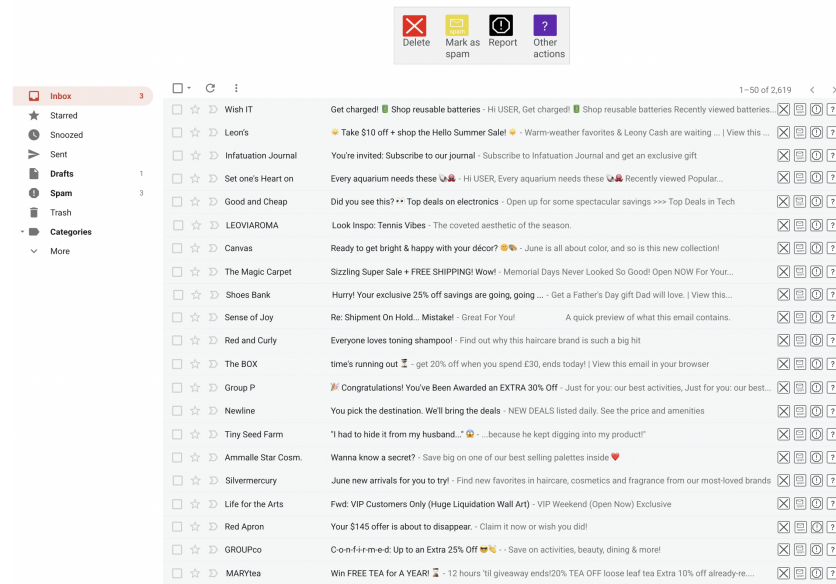 Delete
Mark as spam
spam
Report
Other actions
1–50 of 2,619
Inbox 3
Starred
Snoozed
Sent
Drafts 1
Spam 3
Trash
Categories
More
Wish IT Get charged! 🔋 Shop reusable batteries - Hi USER, Get charged! 🔋 Shop reusable batteries Recently viewed batteries...
Leon's ☀️ Take $10 off + shop the Hello Summer Sale! ☀️ - Warm-weather favorites & Leony Cash are waiting ... | View this ...
Infatuation Journal You're invited: Subscribe to our journal - Subscribe to Infatuation Journal and get an exclusive gift
Set one's Heart on Every aquarium needs these 🐚🌺 - Hi USER, Every aquarium needs these 🐚🌺 Recently viewed Popular...
Good and Cheap Did you see this? 👀 Top deals on electronics - Open up for some spectacular savings >>> Top Deals in Tech
LEOVIAROMA Look Inspo: Tennis Vibes - The coveted aesthetic of the season.
Canvas Ready to get bright & happy with your décor? 🌞🎨 - June is all about color, and so is this new collection!
The Magic Carpet Sizzling Super Sale + FREE SHIPPING! Wow! - Memorial Days Never Looked So Good! Open NOW For Your...
Shoes Bank Hurry! Your exclusive 25% off savings are going, going ... - Get a Father's Day gift Dad will love. | View this...
Sense of Joy Re: Shipment On Hold... Mistake! - Great For You! A quick preview of what this email contains.
Red and Curly Everyone loves toning shampoo! - Find out why this haircare brand is such a big hit
The BOX time's running out ⏳ - get 20% off when you spend £30, ends today! | View this email in your browser
Group P 🎉 Congratulations! You've Been Awarded an EXTRA 30% Off - Just for you: our best activities, Just for you: our best...
Newline You pick the destination. We'll bring the deals - NEW DEALS listed daily. See the price and amenities
Tiny Seed Farm "I had to hide it from my husband..." 😱 - ...because he kept digging into my product!"
Ammalle Star Cosm. Wanna know a secret? - Save big on one of our best selling palettes inside ❤️
Silvermercury June new arrivals for you to try! - Find new favorites in haircare, cosmetics and fragrance from our most-loved brands
Life for the Arts Fwd: VIP Customers Only (Huge Liquidation Wall Art) - VIP Weekend (Open Now) Exclusive
Red Apron Your $145 offer is about to disappear. - Claim it now or wish you did!
GROUPco C-o-n-f-i-r-m-e-d: Up to an Extra 25% Off 😎👏 - - Save on activities, beauty, dining & more!
MARYtea Win FREE TEA for A YEAR! ⏳ - 12 hours 'til giveaway ends!20% TEA OFF loose leaf tea Extra 10% off already-re....